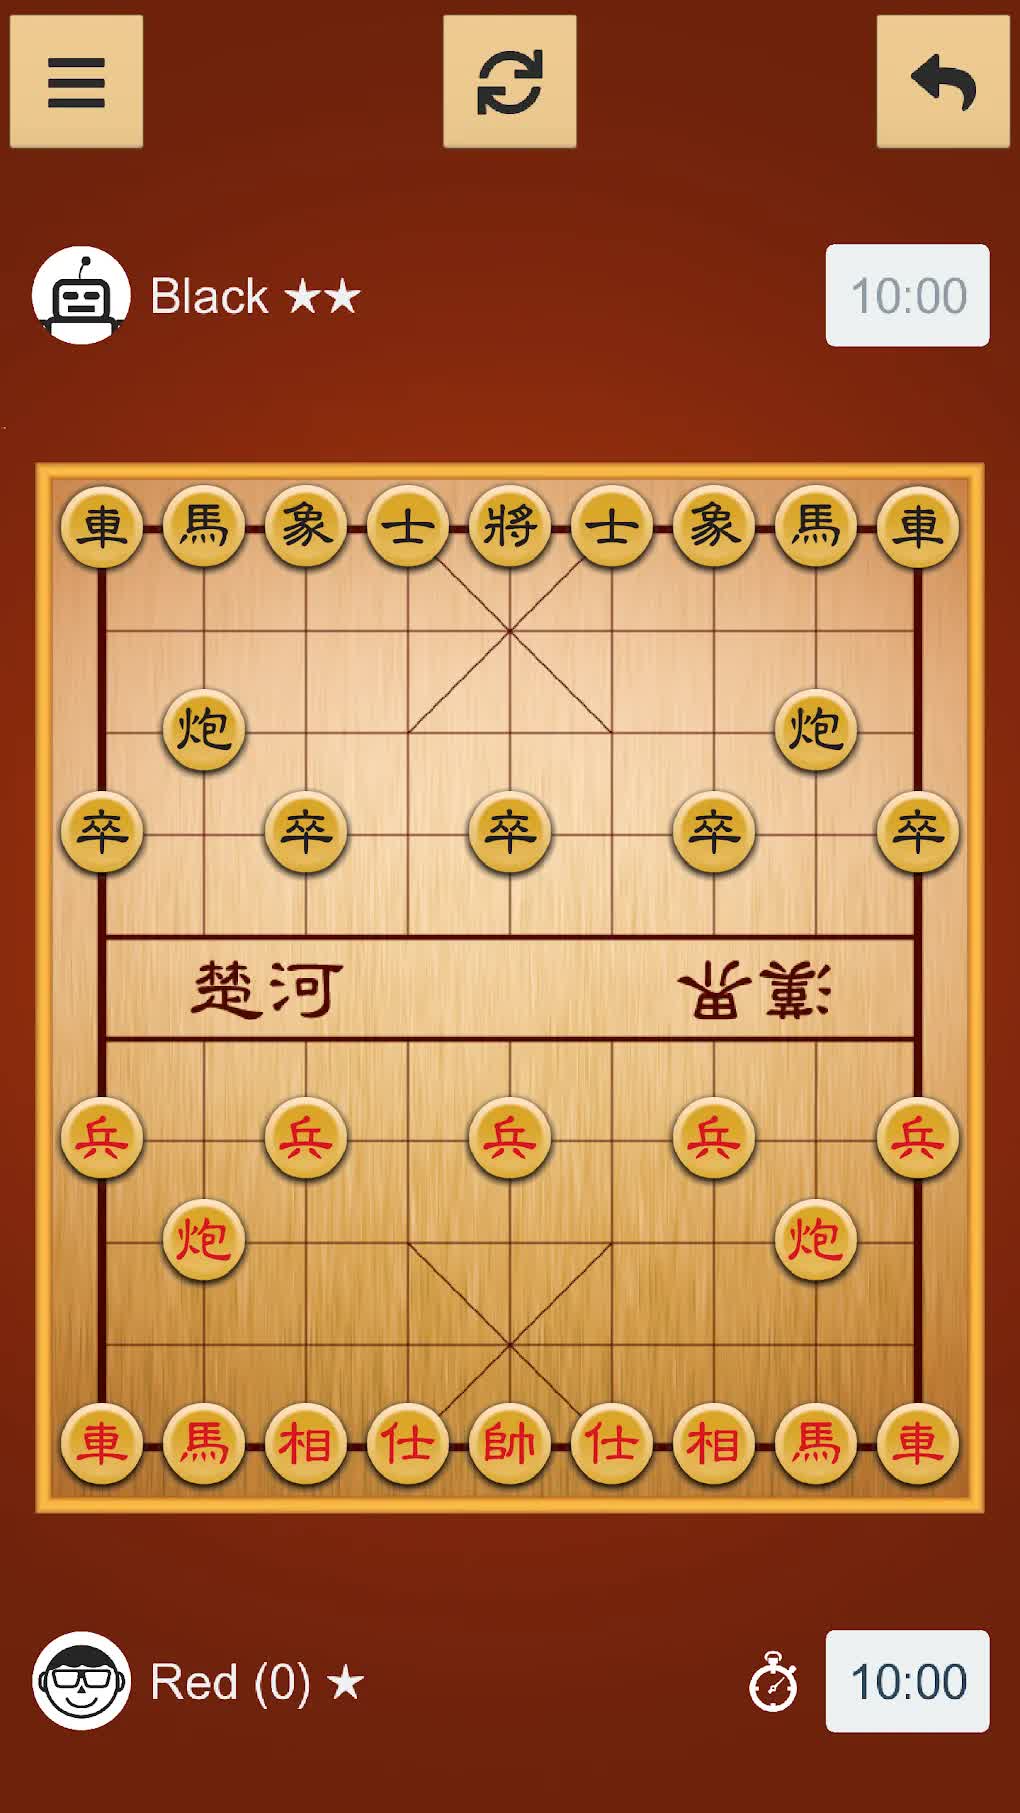 Black ★★
10:00
車馬象士將士象馬車
炮 炮
卒 卒 卒 卒 卒
楚河 漢界
兵 兵 兵 兵 兵
炮 炮
車馬相仕帥仕相馬車
Red (0) ★
10:00